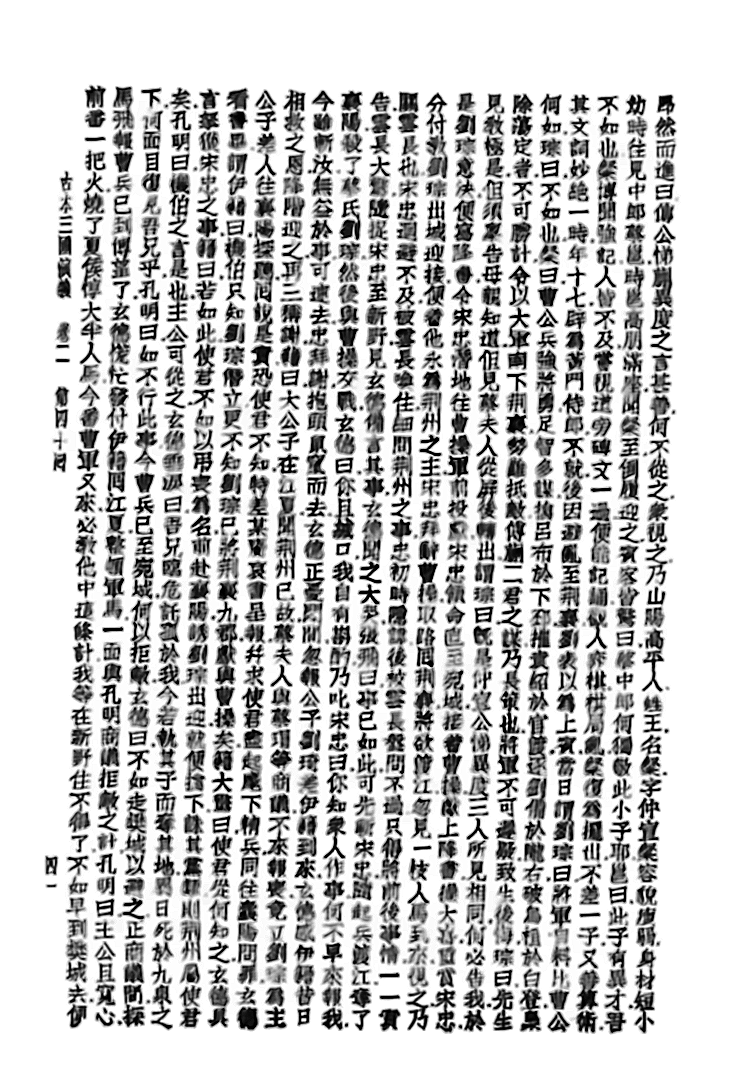 昂然而進曰傅公悌蒯異度之言甚善何不從之衆視之乃山陽高平人姓王名粲字仲宣粲容貌瘦弱身材短小
幼時往見中郎蔡邕時邕高朋滿座聞粲至倒履迎之賓客皆驚曰蔡中郎何獨敬此小子耶邕曰此子有異才吾
不如也粲博聞強記人皆不及嘗視道旁碑文一過便能記誦觀人弈棋棋局亂粲復為擺出不差一子又善算術
其文詞妙絕一時年十七辟為黃門侍郎不就後因避亂至荆襄劉表以為上賓當日謂劉琮曰將軍自料比曹公
何如琮曰不如也粲曰曹公兵強將勇足智多謀擒呂布於下邳摧袁紹於官渡逐劉備於隴右破烏桓於白登梟
除蕩定者不可勝計今以大軍南下荆襄勢難抵敵傅蒯二君之謀乃長策也將軍不可遲疑致生後悔琮曰先生
見教極是但須稟告母親知道但見蔡夫人從屏後轉出謂琮曰既是仲宣公悌異度三人所見相同何必告我於
是劉琮意決便寫降書令宋忠潛地往曹操軍前投獻宋忠領命直至宛城接着曹操獻上降書操大喜重賞宋忠
分付教劉琮出城迎接便着他永為荆州之主宋忠拜辭曹操取路回荆襄將欲渡江忽見一枝人馬到來視之乃
關雲長也宋忠迴避不及被雲長喚住細問荆州之事忠初時隱諱後被雲長盤問不過只得將前後事情一一實
告雲長大驚隨捉宋忠至新野見玄德備言其事玄德聞之大哭張飛曰事已如此可先斬宋忠隨起兵渡江奪了
襄陽殺了蔡氏劉琮然後與曹操交戰玄德曰你且緘口我自有斟酌乃叱宋忠曰你知衆人作事何不早來報我
今雖斬汝無益於事可速去忠拜謝抱頭鼠竄而去玄德正憂悶間忽報公子劉琦差伊籍到來玄德感伊籍昔日
相救之恩降階迎之再三稱謝籍曰大公子在江夏聞荆州已故蔡夫人與蔡瑁等商議不來報喪竟立劉琮為主
公子差人往襄陽探聽回說是實恐使君不知特差某齎哀書呈報并求使君盡起麾下精兵同往襄陽問罪玄德
看書畢謂伊籍曰機伯只知劉琮僭立更不知劉琮已將荆襄九郡獻與曹操矣籍大驚曰使君從何知之玄德具
言拏獲宋忠之事籍曰若如此使君不如以弔喪為名前赴襄陽誘劉琮出迎就便擒下誅其黨類則荆州屬使君
矣孔明曰機伯之言是也主公可從之玄德垂淚曰吾兄臨危託孤於我今若執其子而奪其地異日死於九泉之
下何面目復見吾兄乎孔明曰如不行此事今曹兵已至宛城何以拒敵玄德曰不如走樊城以避之正商議間探
馬飛報曹兵已到博望了玄德慌忙發付伊籍回江夏整頓軍馬一面與孔明商議拒敵之計孔明曰主公且寬心
前番一把火燒了夏侯惇大半人馬今番曹軍又來必教他中這條計我等在新野住不得了不如早到樊城去便
古本三國演義 卷二 第四十回
四一